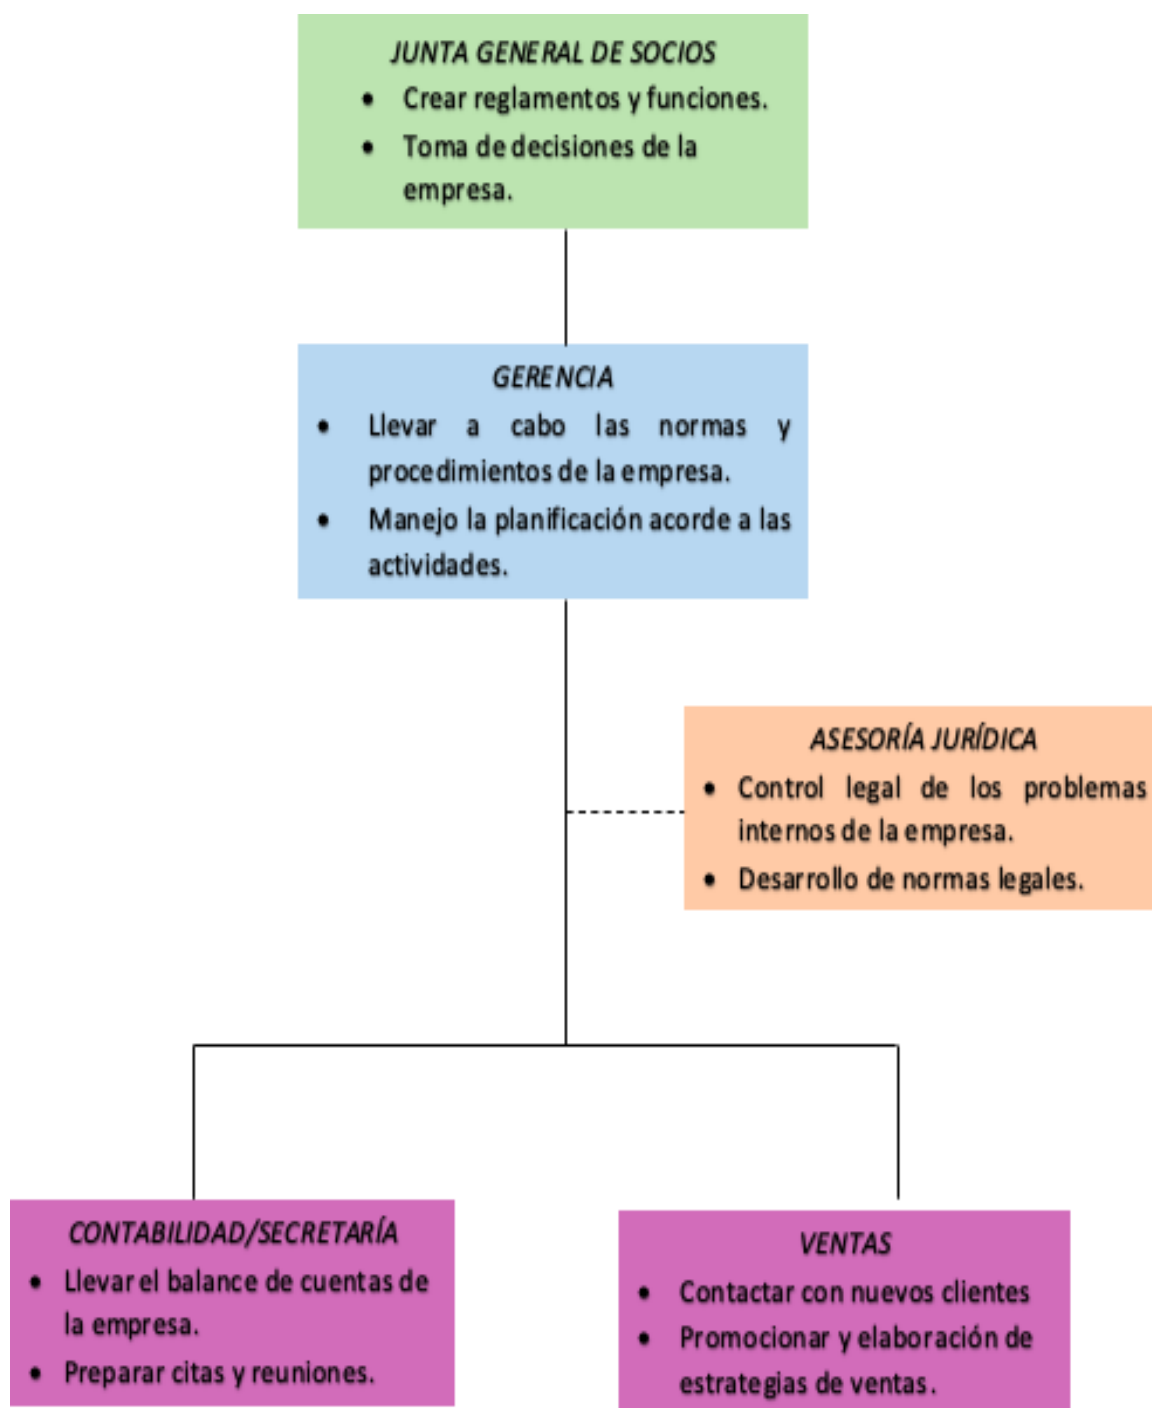 JUNTA GENERAL DE SOCIOS
• Crear reglamentos y funciones.
• Toma de decisiones de la
empresa.
GERENCIA
• Llevar a cabo las normas y
procedimientos de la empresa.
• Manejo la planificación acorde a las
actividades.
ASESORÍA JURÍDICA
• Control legal de los problemas
internos de la empresa.
• Desarrollo de normas legales.
CONTABILIDAD/SECRETARÍA
• Llevar el balance de cuentas de
la empresa.
• Preparar citas y reuniones.
VENTAS
• Contactar con nuevos clientes
• Promocionar y elaboración de
estrategias de ventas.